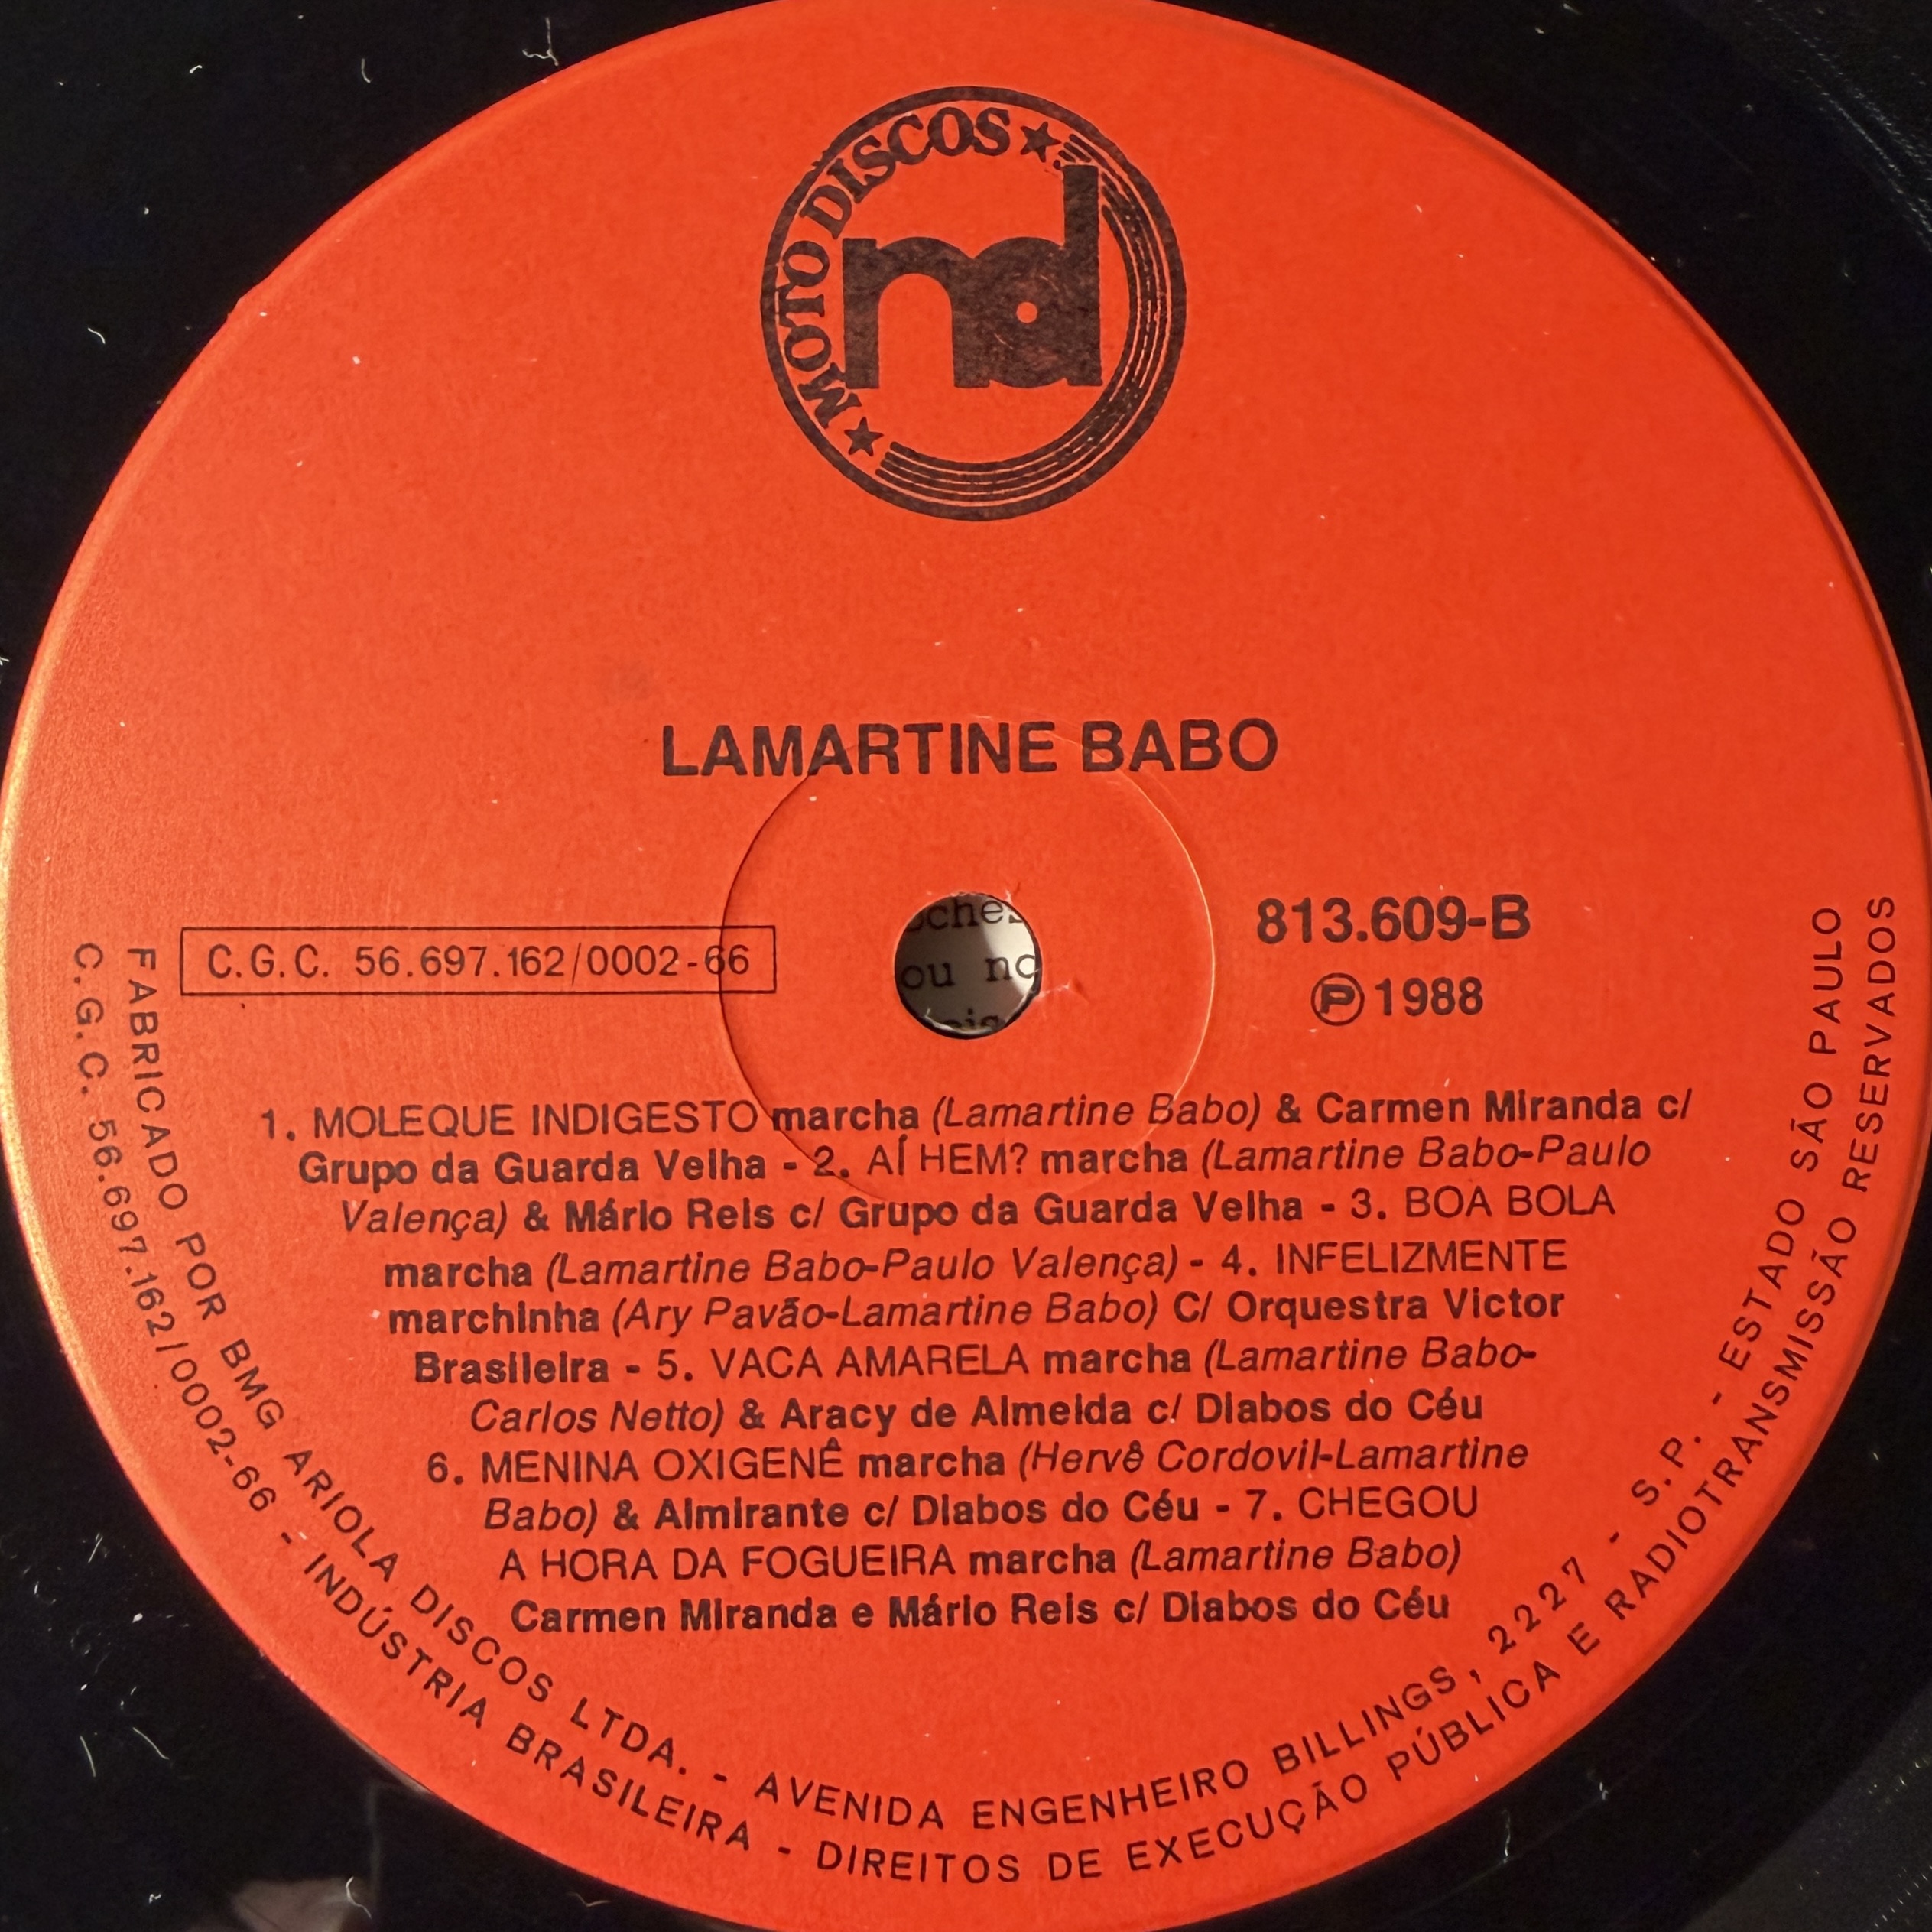 ★ MOTO DISCOS ★
md
LAMARTINE BABO
C.G.C. 56.697.162/0002-66
813.609-B
℗ 1988
1. MOLEQUE INDIGESTO marcha (Lamartine Babo) & Carmen Miranda c/
Grupo da Guarda Velha - 2. AÍ HEM? marcha (Lamartine Babo-Paulo
Valença) & Mário Reis c/ Grupo da Guarda Velha - 3. BOA BOLA
marcha (Lamartine Babo-Paulo Valença) - 4. INFELIZMENTE
marchinha (Ary Pavão-Lamartine Babo) C/ Orquestra Victor
Brasileira - 5. VACA AMARELA marcha (Lamartine Babo-
Carlos Netto) & Aracy de Almeida c/ Diabos do Céu
6. MENINA OXIGENÊ marcha (Hervê Cordovil-Lamartine
Babo) & Almirante c/ Diabos do Céu - 7. CHEGOU
A HORA DA FOGUEIRA marcha (Lamartine Babo)
Carmen Miranda e Mário Reis c/ Diabos do Céu
FABRICADO POR BMG ARIOLA DISCOS LTDA. - AVENIDA ENGENHEIRO BILLINGS, 2227 - S.P. - ESTADO SÃO PAULO
C.G.C. 56.697.162/0002-66 - INDÚSTRIA BRASILEIRA - DIREITOS DE EXECUÇÃO PÚBLICA E RADIOTRANSMISSÃO RESERVADOS